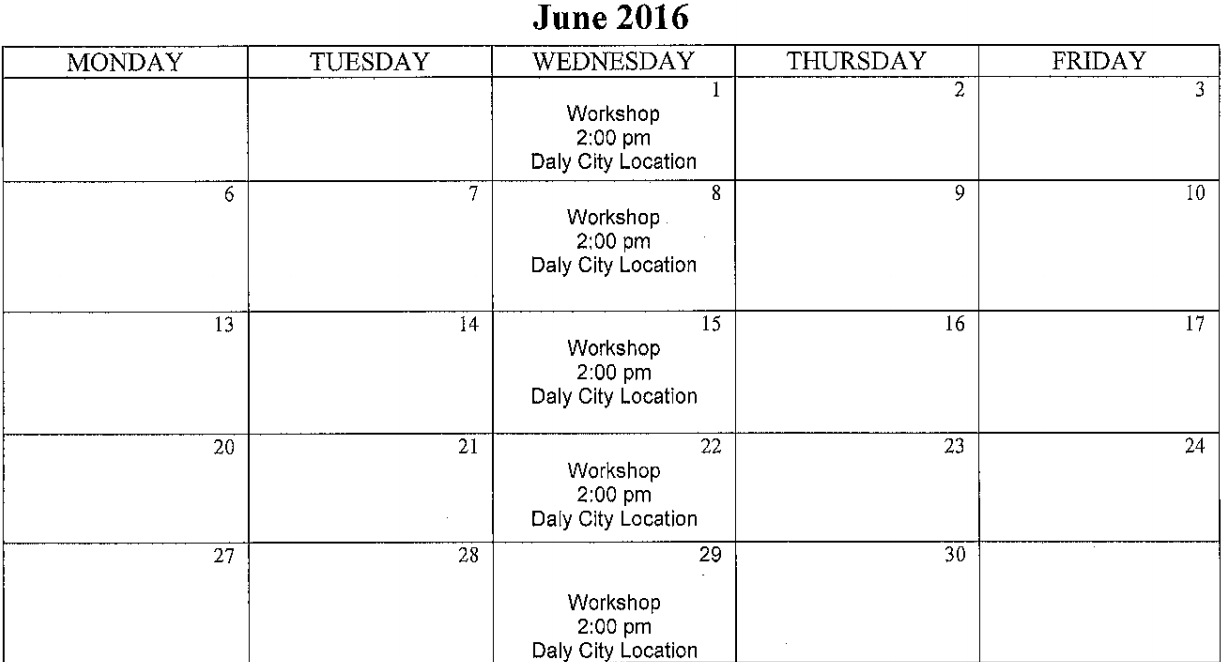 June 2016
MONDAY TUESDAY WEDNESDAY THURSDAY FRIDAY
1 2 3
Workshop
2:00 pm
Daly City Location
6 7 8 9 10
Workshop
2:00 pm
Daly City Location
13 14 15 16 17
Workshop
2:00 pm
Daly City Location
20 21 22 23 24
Workshop
2:00 pm
Daly City Location
27 28 29 30
Workshop
2:00 pm
Daly City Location